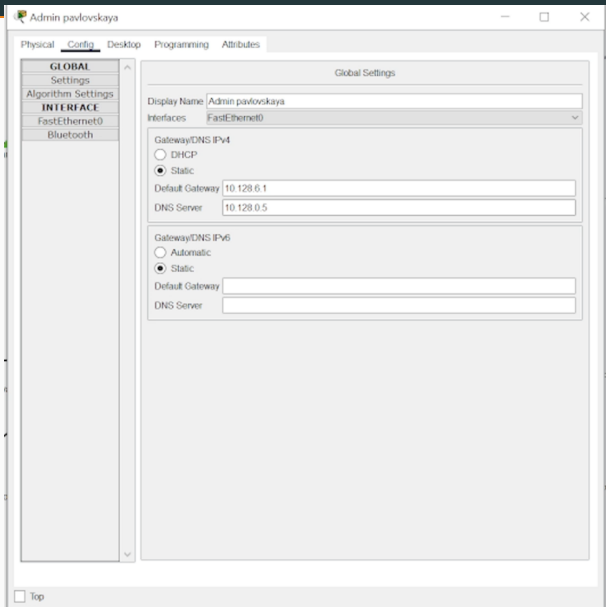 Admin pavlovskaya
Physical Config Desktop Programming Attributes
GLOBAL
Settings
Algorithm Settings
INTERFACE
FastEthernet0
Bluetooth
Global Settings
Display Name Admin pavlovskaya
Interfaces FastEthernet0
Gateway/DNS IPv4
DHCP
Static
Default Gateway 10.128.6.1
DNS Server 10.128.0.5
Gateway/DNS IPv6
Automatic
Static
Default Gateway
DNS Server
Top